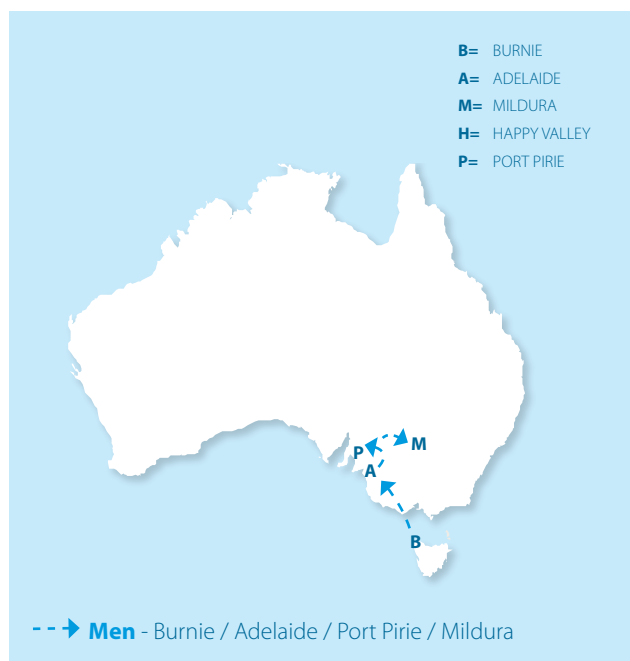 B= BURNIE
A= ADELAIDE
M= MILDURA
H= HAPPY VALLEY
P= PORT PIRIE
P
M
A
B
Men - Burnie / Adelaide / Port Pirie / Mildura